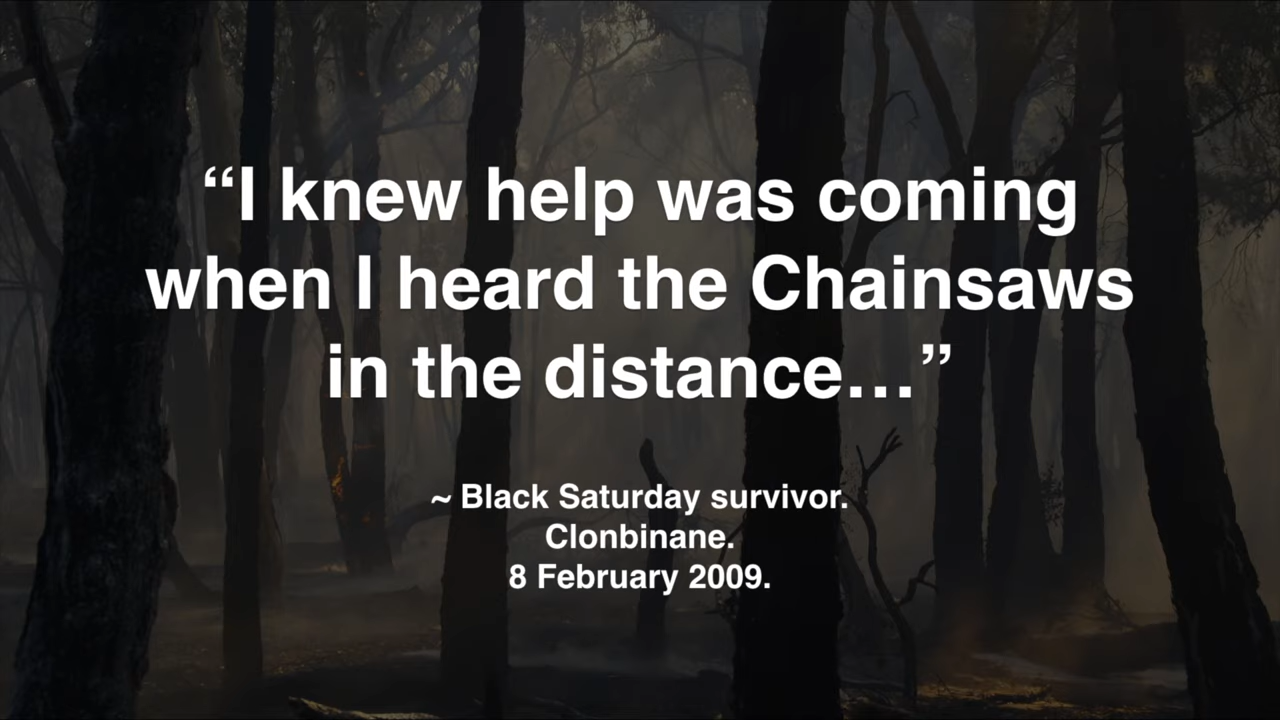 “I knew help was coming
when I heard the Chainsaws
in the distance…”
~ Black Saturday survivor.
Clonbinane.
8 February 2009.